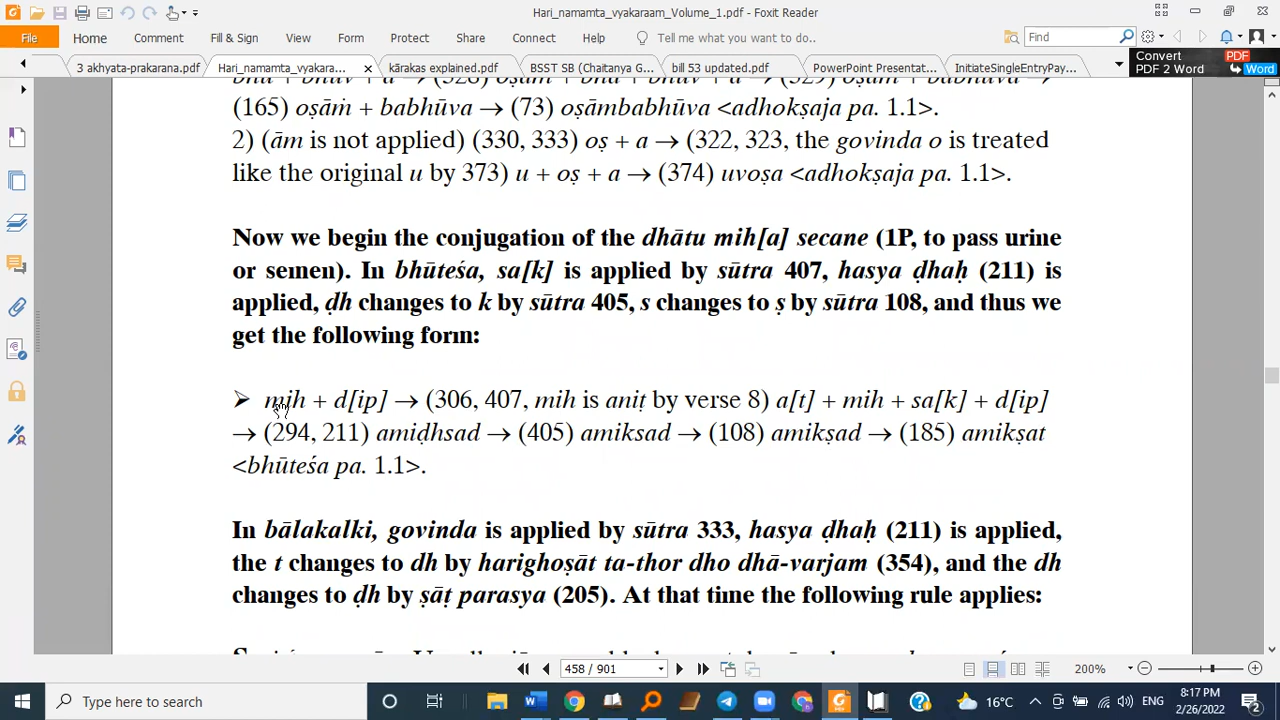 Hari_namamta_vyakaraam_Volume_1.pdf - Foxit Reader
File Home Comment Fill & Sign View Form Protect Share Connect Help Tell me what you want to do.. Find
3 akhyata-prakarana.pdf Hari_namamta_vyakara... kārakas explained.pdf TEST SB (Chaitanya G... bill 53 updated.pdf PowerPoint Presentat... InitiateSingleEntryPay...
Convert PDF
PDF 2 Word Word
(165) oṣāṁ + babhūva → (73) oṣāmbabhūva <adhokṣaja pa. 1.1>.
2) (ām is not applied) (330, 333) oṣ + a → (322, 323, the govinda o is treated
like the original u by 373) u + oṣ + a → (374) uvoṣa <adhokṣaja pa. 1.1>.
Now we begin the conjugation of the dhātu mih[a] secane (1P, to pass urine
or semen). In bhūteśa, sa[k] is applied by sūtra 407, hasya ḍhaḥ (211) is
applied, ḍh changes to k by sūtra 405, s changes to ṣ by sūtra 108, and thus we
get the following form:
➢ mih + d[ip] → (306, 407, mih is aniṭ by verse 8) a[t] + mih + sa[k] + d[ip]
→ (294, 211) amiḍhsad → (405) amiksad → (108) amikṣad → (185) amikṣat
<bhūteśa pa. 1.1>.
In bālakalki, govinda is applied by sūtra 333, hasya ḍhaḥ (211) is applied,
the t changes to dh by harighoṣāt ta-thor dho dhā-varjam (354), and the dh
changes to ḍh by ṣāṭ parasya (205). At that time the following rule applies:
458 / 901 200%
Type here to search 16°C ENG 8:17 PM
2/26/2022 2